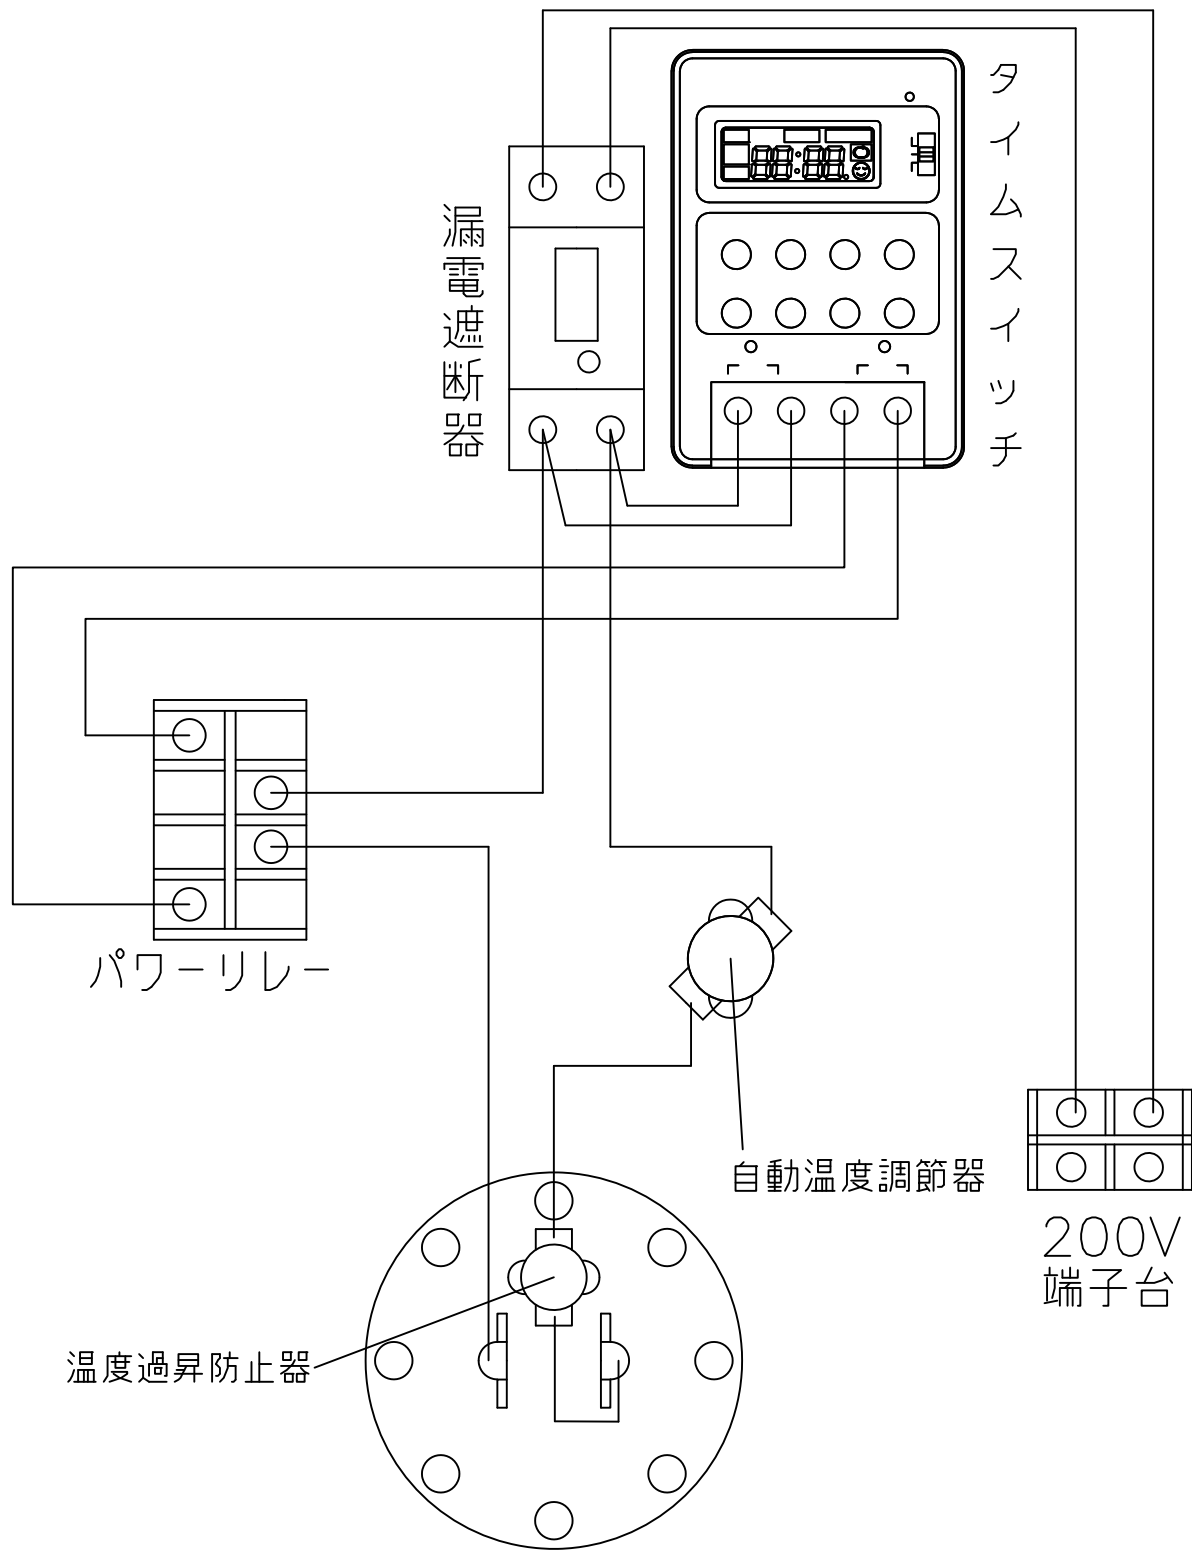 タイムスイッチ
漏電遮断器
パワーリレー
自動温度調節器
200V
端子台
温度過昇防止器